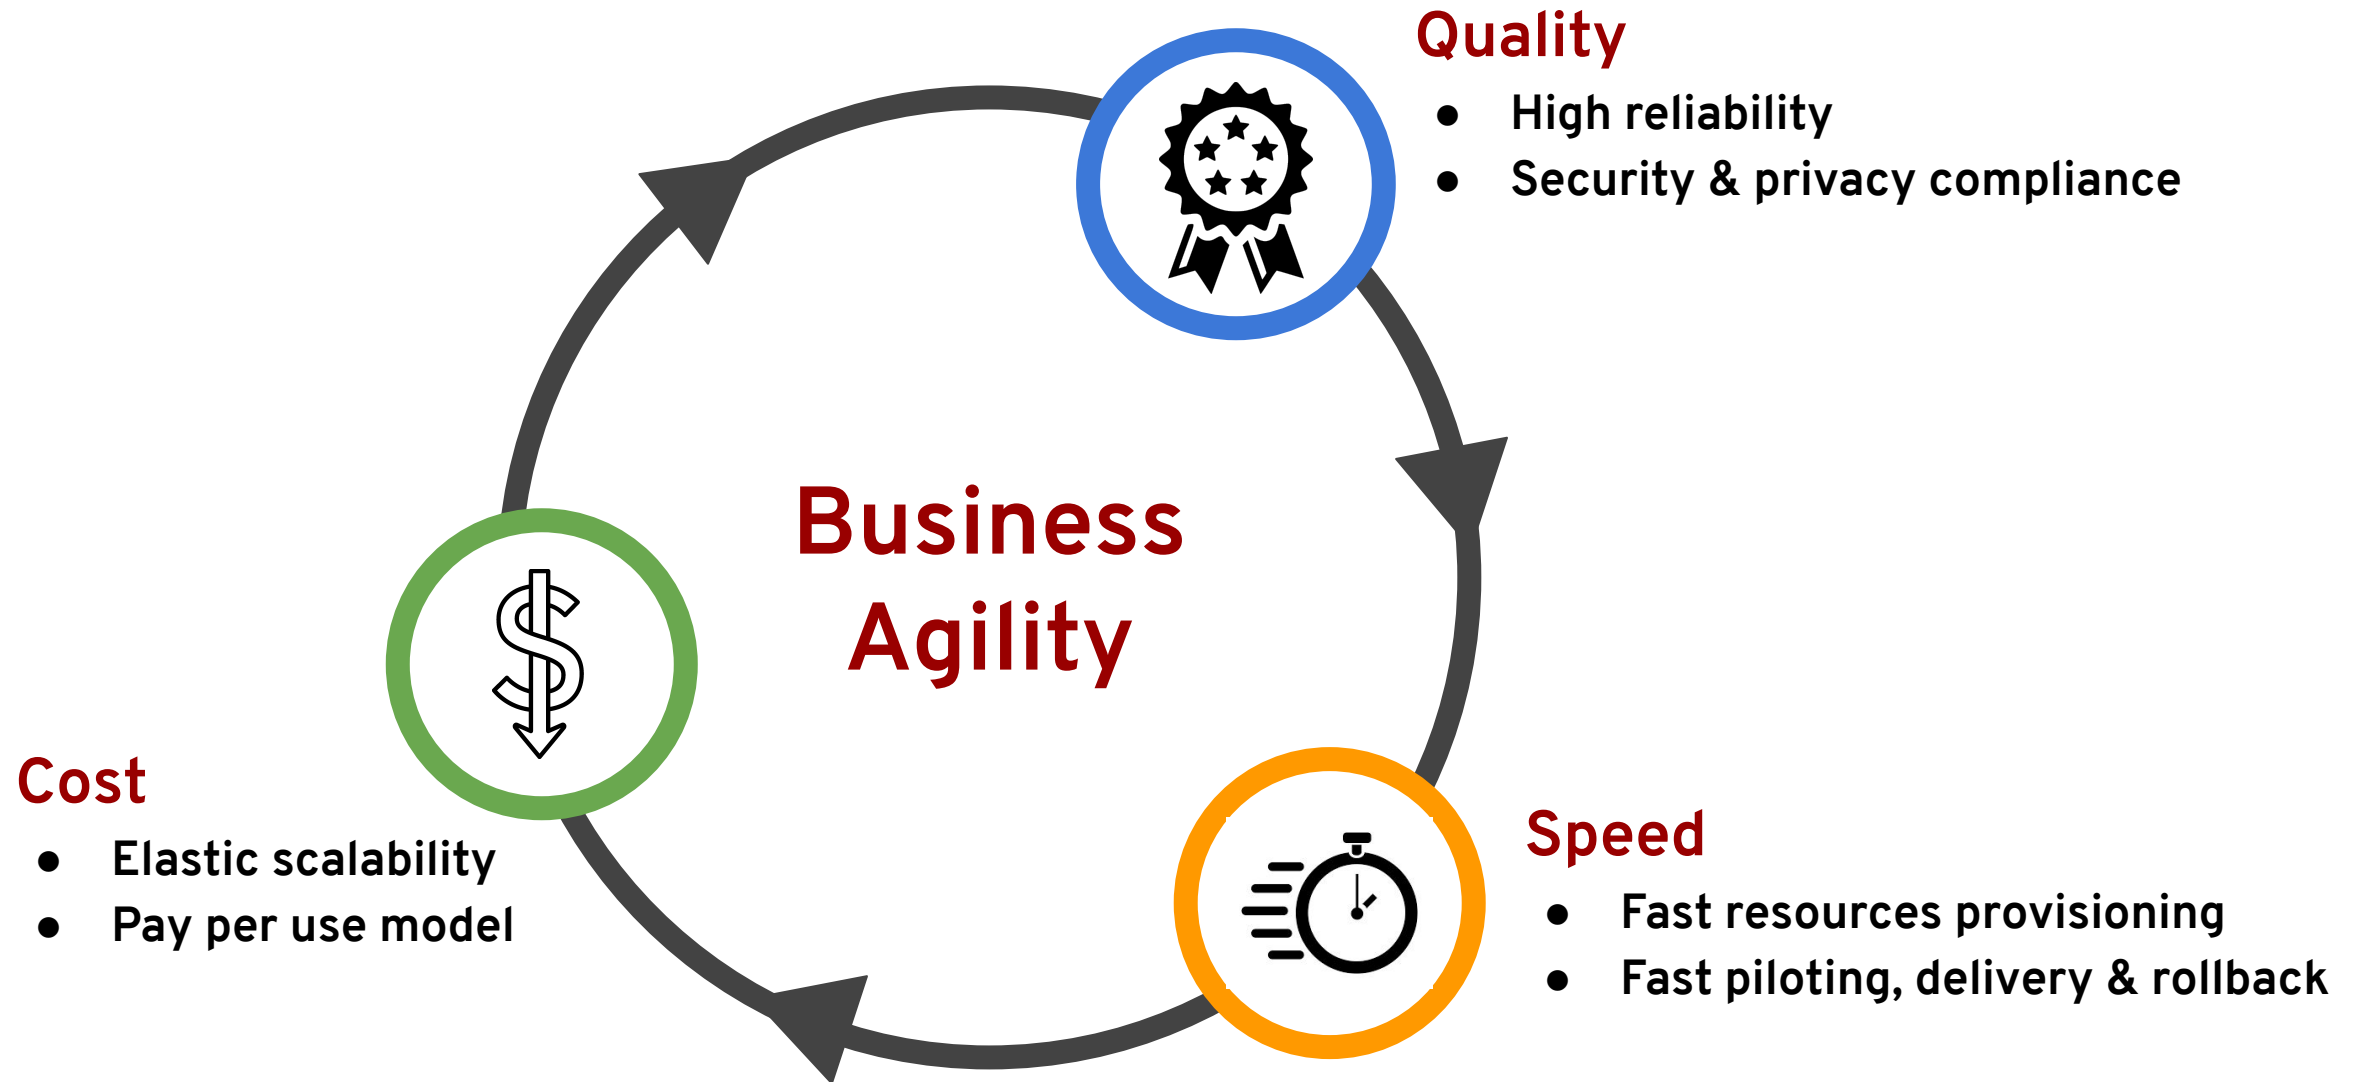 Quality
● High reliability
● Security & privacy compliance
Business
Agility
Cost
● Elastic scalability
● Pay per use model
Speed
● Fast resources provisioning
● Fast piloting, delivery & rollback